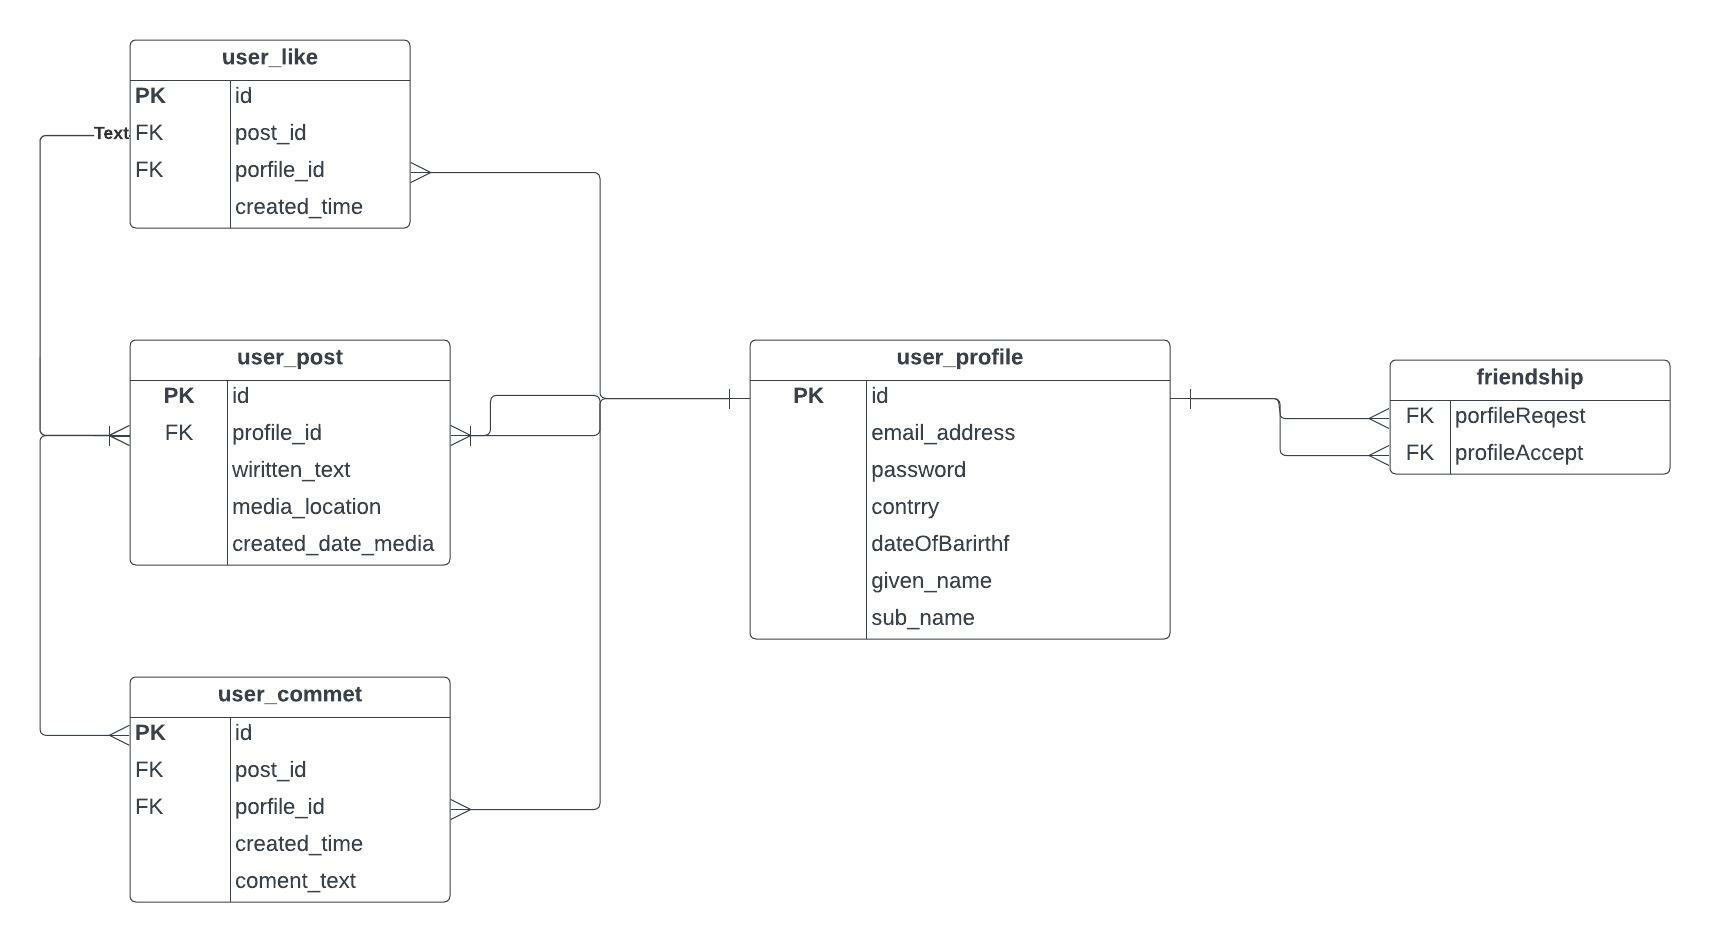 user_like
PK id
Text FK post_id
FK porfile_id
created_time
user_post
PK id
FK profile_id
wiritten_text
media_location
created_date_media
user_commet
PK id
FK post_id
FK porfile_id
created_time
coment_text
user_profile
PK id
email_address
password
contrry
dateOfBarirthf
given_name
sub_name
friendship
FK porfileReqest
FK profileAccept